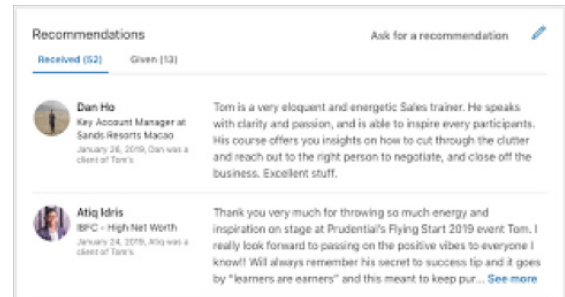 Recommendations
Ask for a recommendation
Received (52)
Given (13)
Dan Ho
Key Account Manager at
Sands Resorts Macao
January 26, 2019, Dan was a
client of Tom's
Tom is a very eloquent and energetic Sales trainer. He speaks
with clarity and passion, and is able to inspire every participants.
His course offers you insights on how to cut through the clutter
and reach out to the right person to negotiate, and close off the
business. Excellent stuff.
Atiq Idris
IBFC - High Net Worth
January 24, 2019, Atiq was a
client of Tom's
Thank you very much for throwing so much energy and
inspiration on stage at Prudential's Flying Start 2019 event Tom. I
really look forward to passing on the positive vibes to everyone I
know!! Will always remember his secret to success tip and it goes
by "learners are earners" and this meant to keep pur... See more